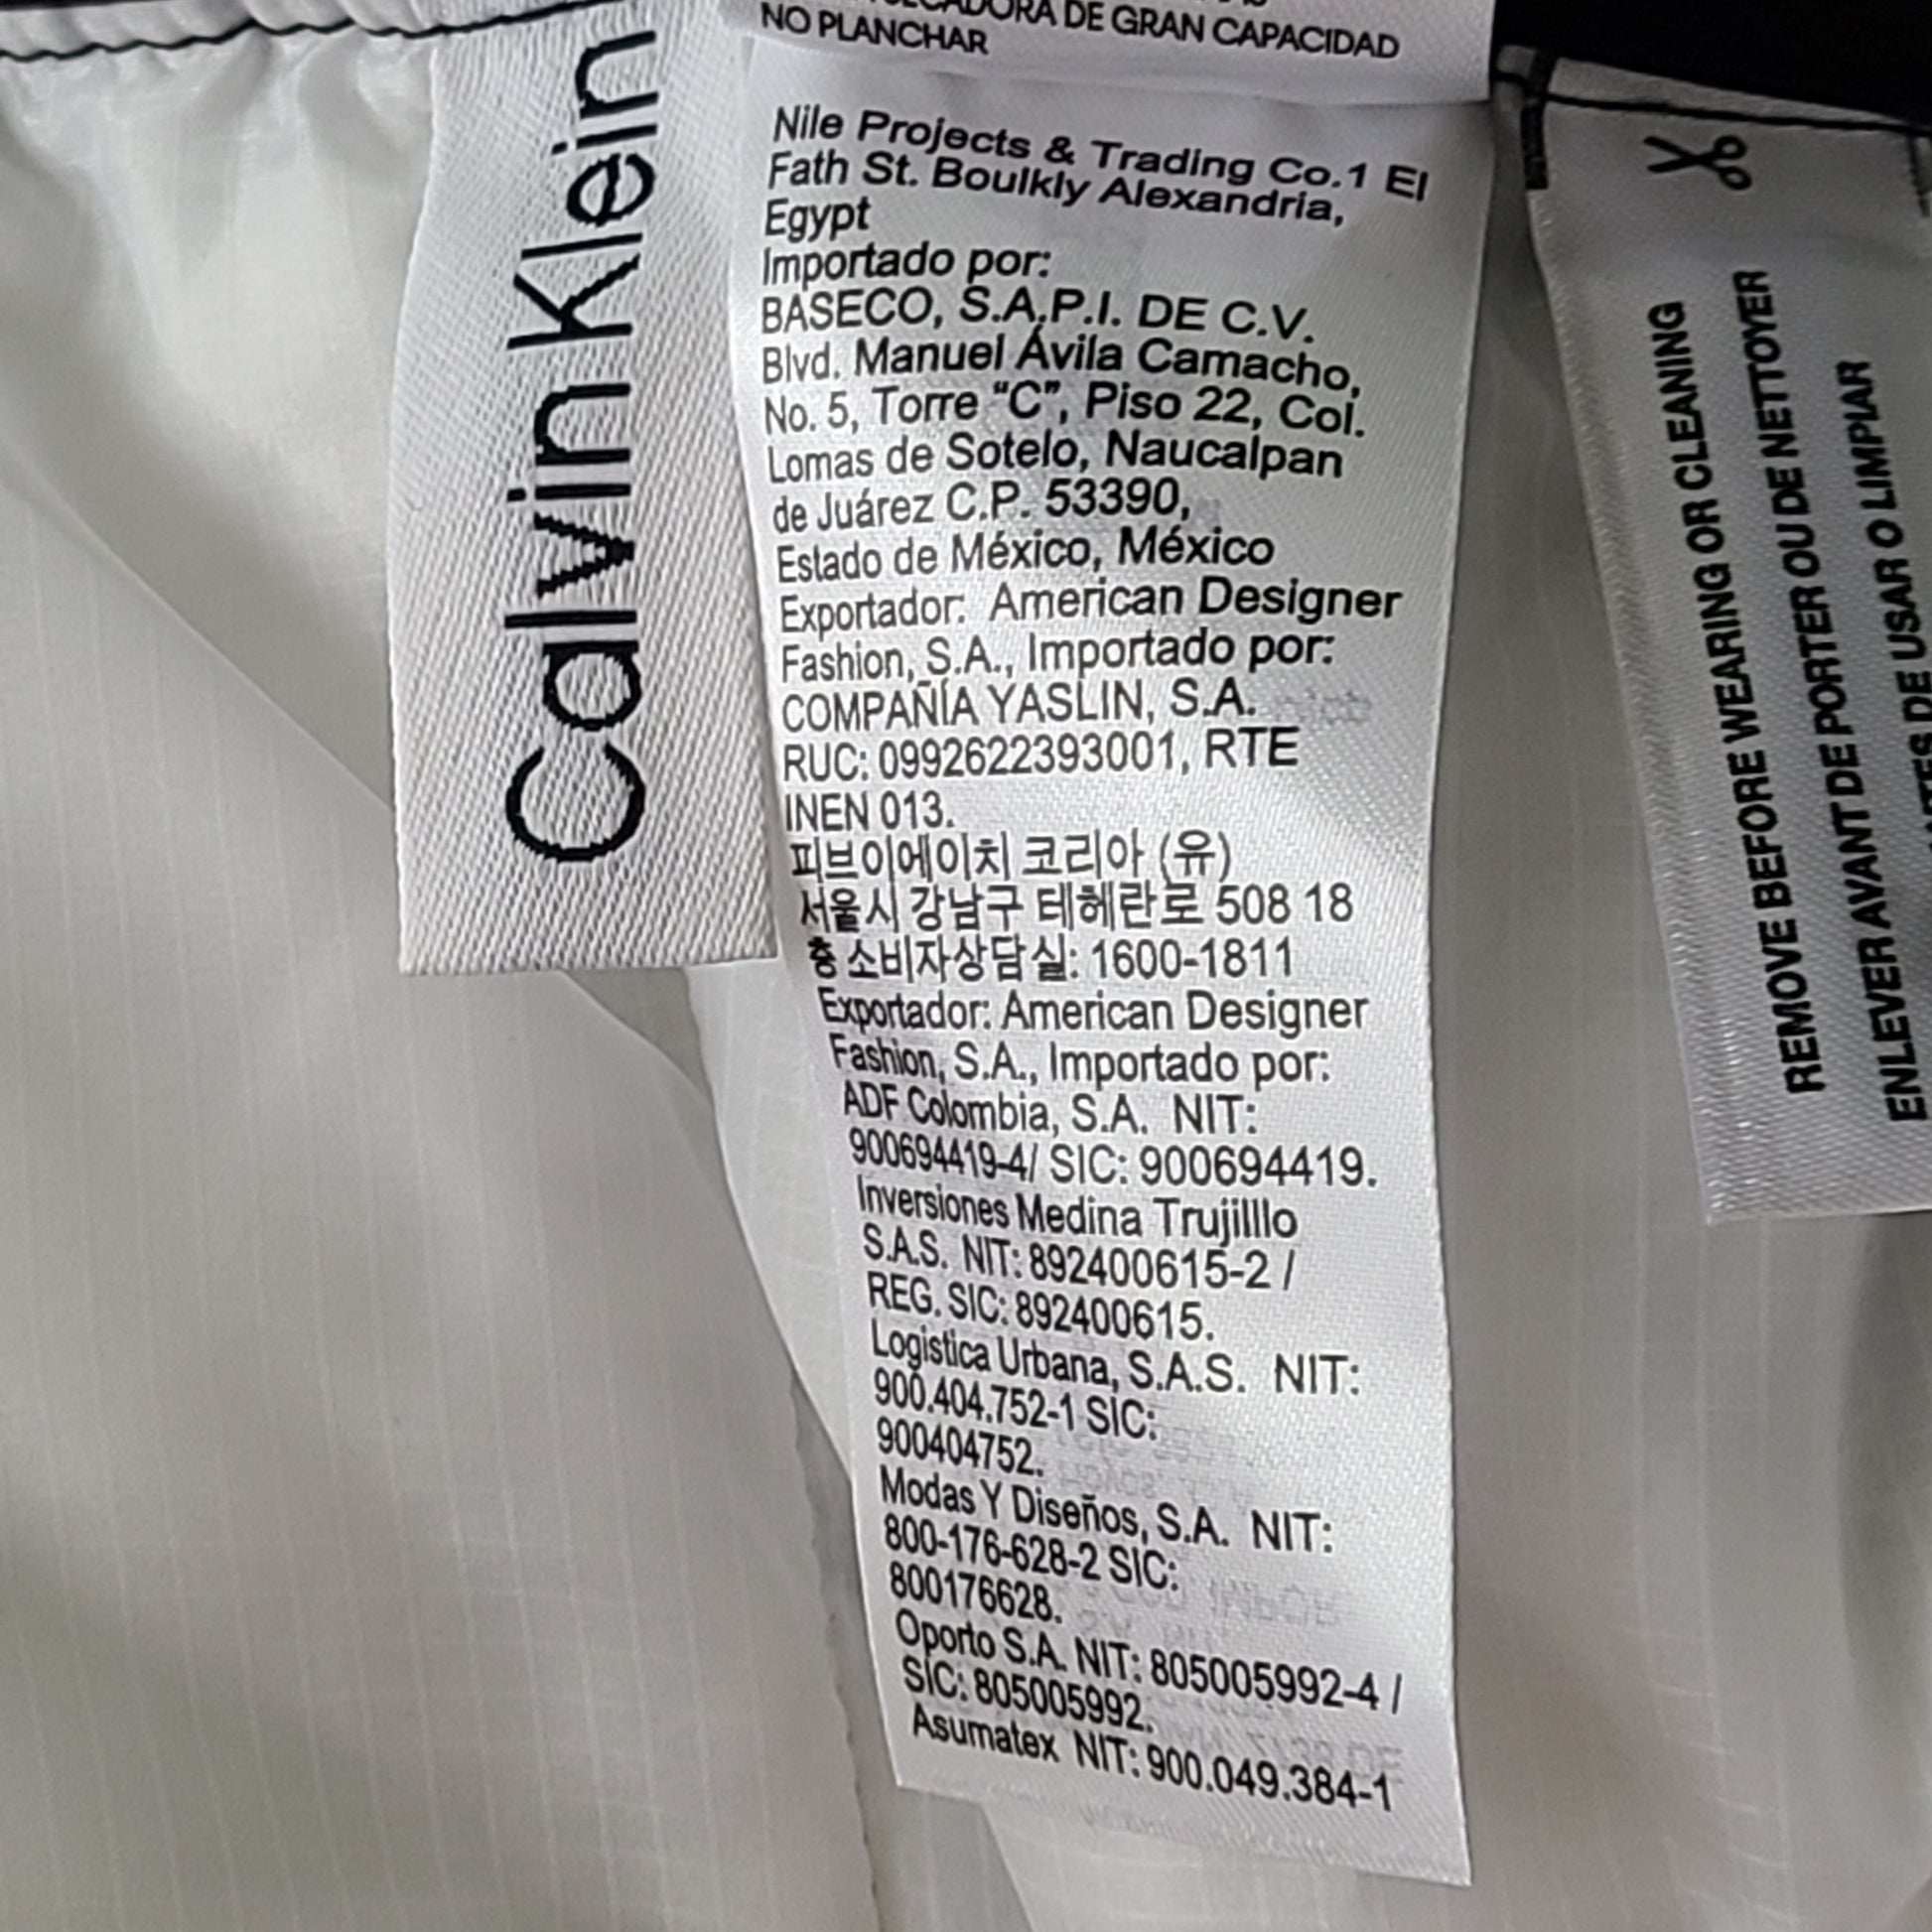 Calvin Klein
SECADORA DE GRAN CAPACIDAD
NO PLANCHAR
Nile Projects & Trading Co.1 El
Fath St. Boulkly Alexandria,
Egypt
Importado por:
BASECO, S.A.P.I. DE C.V.
Blvd. Manuel Ávila Camacho,
No. 5, Torre “C”, Piso 22, Col.
Lomas de Sotelo, Naucalpan
de Juárez C.P. 53390,
Estado de México, México
Exportador: American Designer
Fashion, S.A., Importado por:
COMPAÑÍA YASLIN, S.A.
RUC: 0992622393001, RTE
INEN 013.
피브이에이치 코리아 (유)
서울시 강남구 테헤란로 508 18
층 소비자상담실: 1600-1811
Exportador: American Designer
Fashion, S.A., Importado por:
ADF Colombia, S.A. NIT:
900694419-4/ SIC: 900694419.
Inversiones Medina Trujilllo
S.A.S. NIT: 892400615-2 /
REG. SIC: 892400615.
Logistica Urbana, S.A.S. NIT:
900.404.752-1 SIC:
900404752.
Modas Y Diseños, S.A. NIT:
800-176-628-2 SIC:
800176628.
Oporto S.A. NIT: 805005992-4 /
SIC: 805005992.
Asumatex NIT: 900.049.384-1
REMOVE BEFORE WEARING OR CLEANING
ENLEVER AVANT DE PORTER OU DE NETTOYER
DE USAR O LIMPIAR